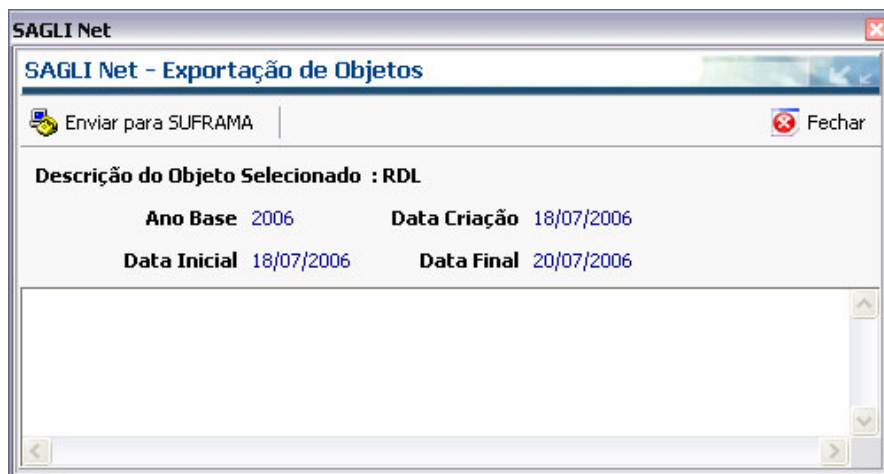 SAGLI Net
SAGLI Net - Exportação de Objetos
Enviar para SUFRAMA Fechar
Descrição do Objeto Selecionado : RDL
Ano Base 2006 Data Criação 18/07/2006
Data Inicial 18/07/2006 Data Final 20/07/2006